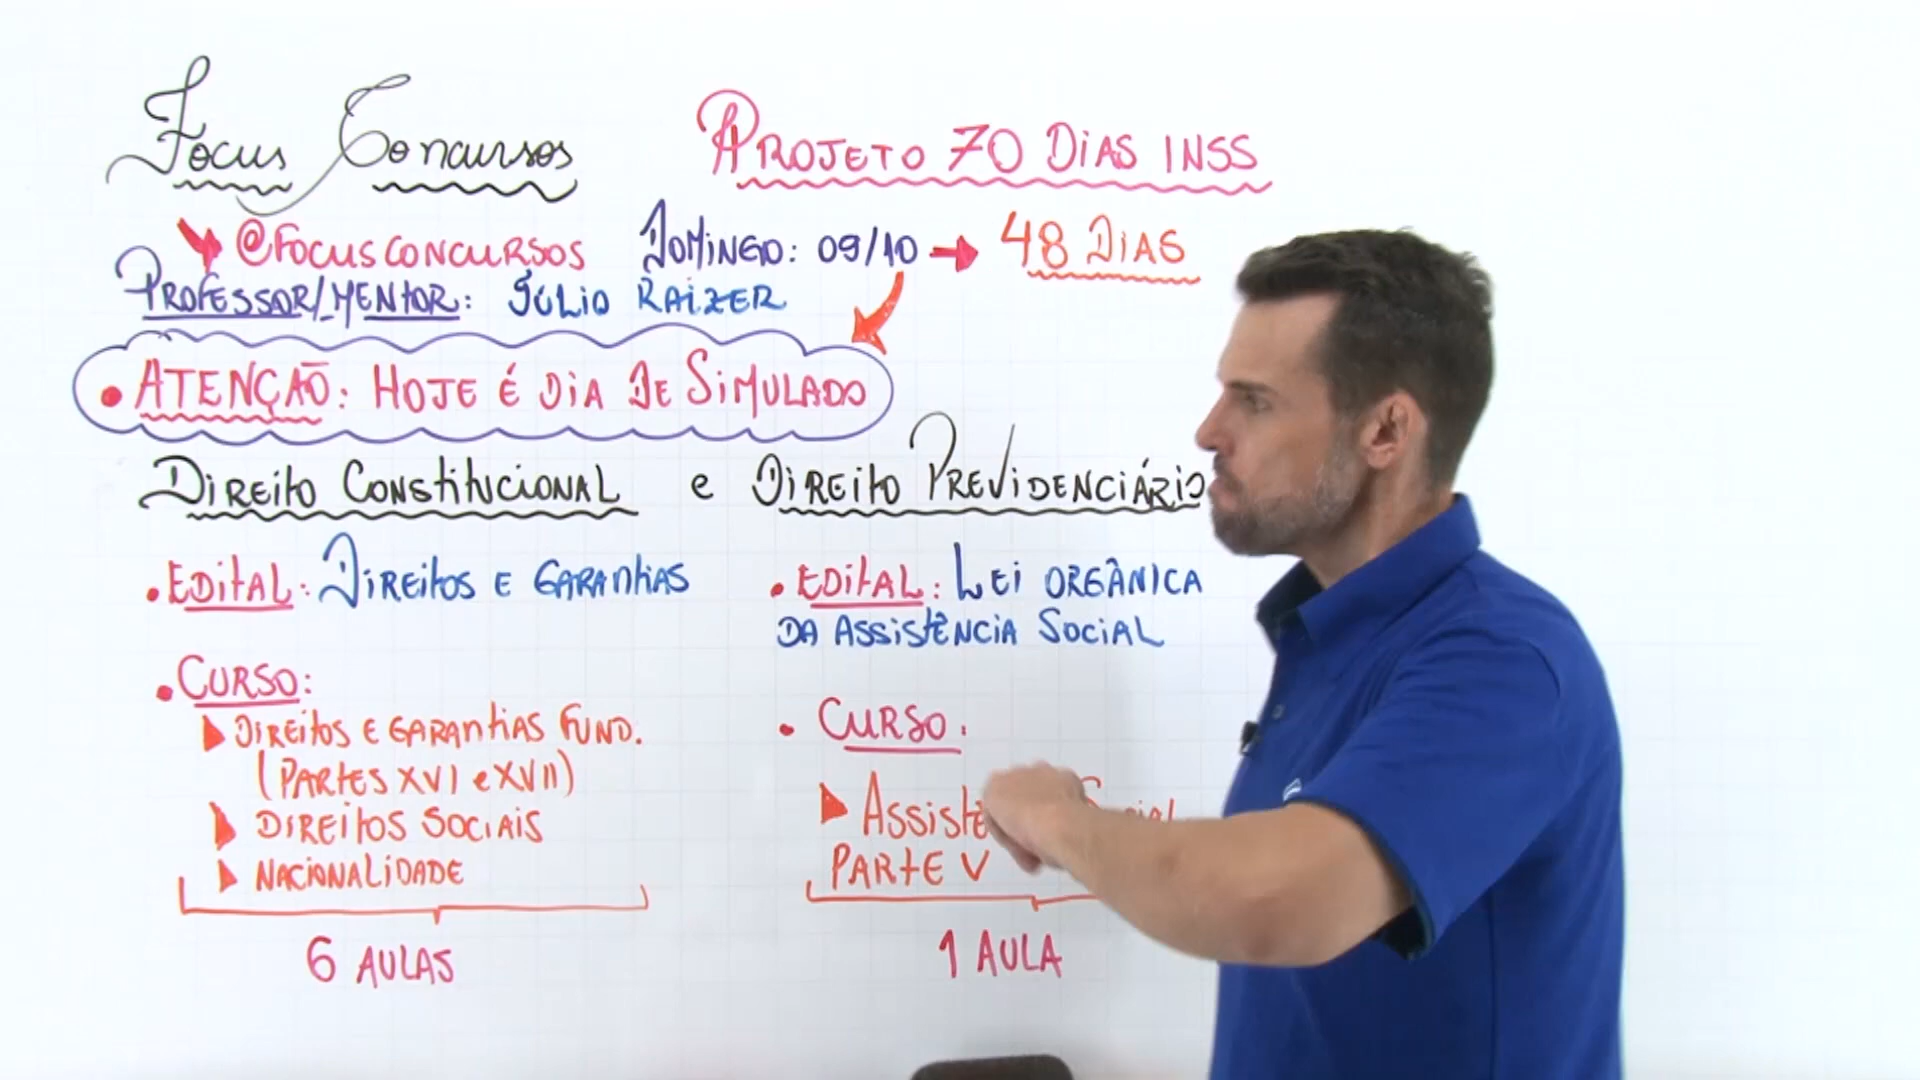 Focus Concursos
@FOCUSCONCURSOS
PROFESSOR/MENTOR: JÚLIO RAIZER
PROJETO 70 DIAS INSS
DOMINGO: 09/10 → 48 DIAS
• ATENÇÃO: HOJE É DIA DE SIMULADO
DIREITO CONSTITUCIONAL e DIREITO PREVIDENCIÁRIO
• EDITAL: DIREITOS E GARANTIAS
• CURSO:
DIREITOS E GARANTIAS FUND.
(PARTES XVI e XVII)
DIREITOS SOCIAIS
NACIONALIDADE
6 AULAS
• EDITAL: LEI ORGÂNICA
DA ASSISTÊNCIA SOCIAL
• CURSO:
PARTE V
1 AULA